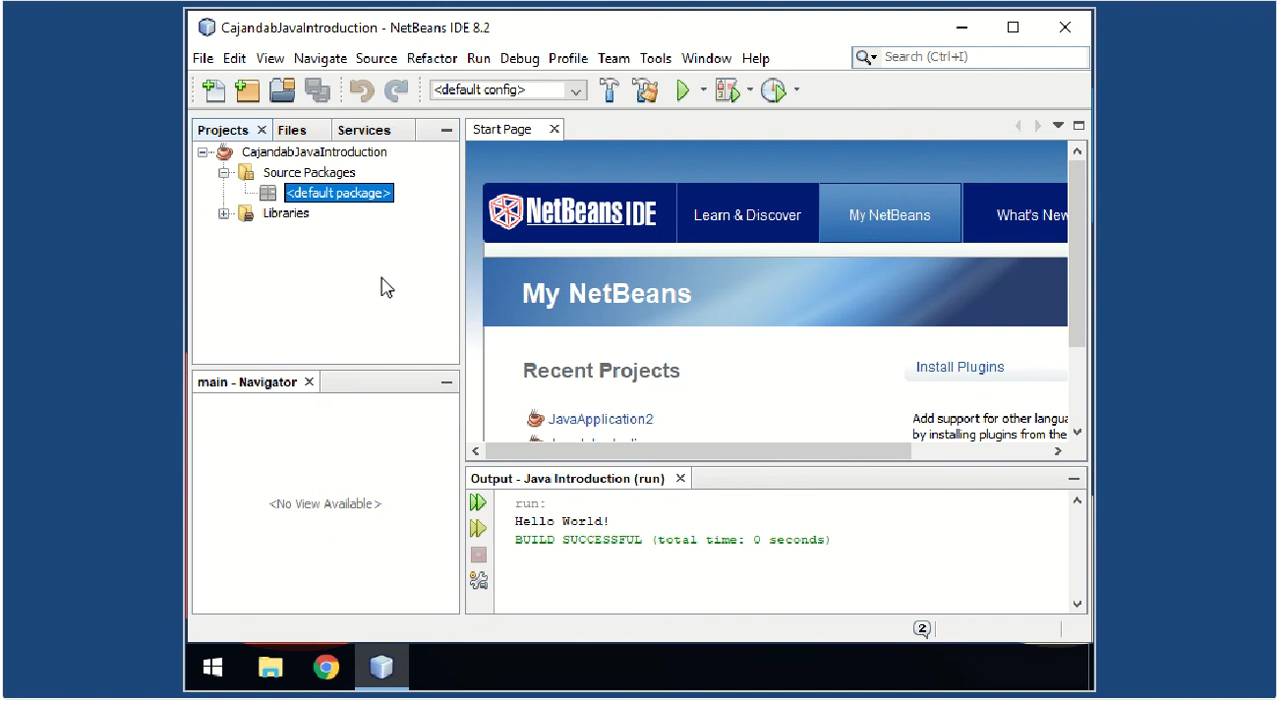 CajandabJavaIntroduction - NetBeans IDE 8.2
File Edit View Navigate Source Refactor Run Debug Profile Team Tools Window Help
Search (Ctrl+I)
<default config>
Projects Files Services
Start Page
CajandabJavaIntroduction
Source Packages
<default package>
Libraries
NetBeans IDE
Learn & Discover
My NetBeans
What's New
My NetBeans
Recent Projects
Install Plugins
JavaApplication2
Add support for other langua
by installing plugins from the
main - Navigator
<No View Available>
Output - Java Introduction (run)
run:
Hello World!
BUILD SUCCESSFUL (total time: 0 seconds)
2